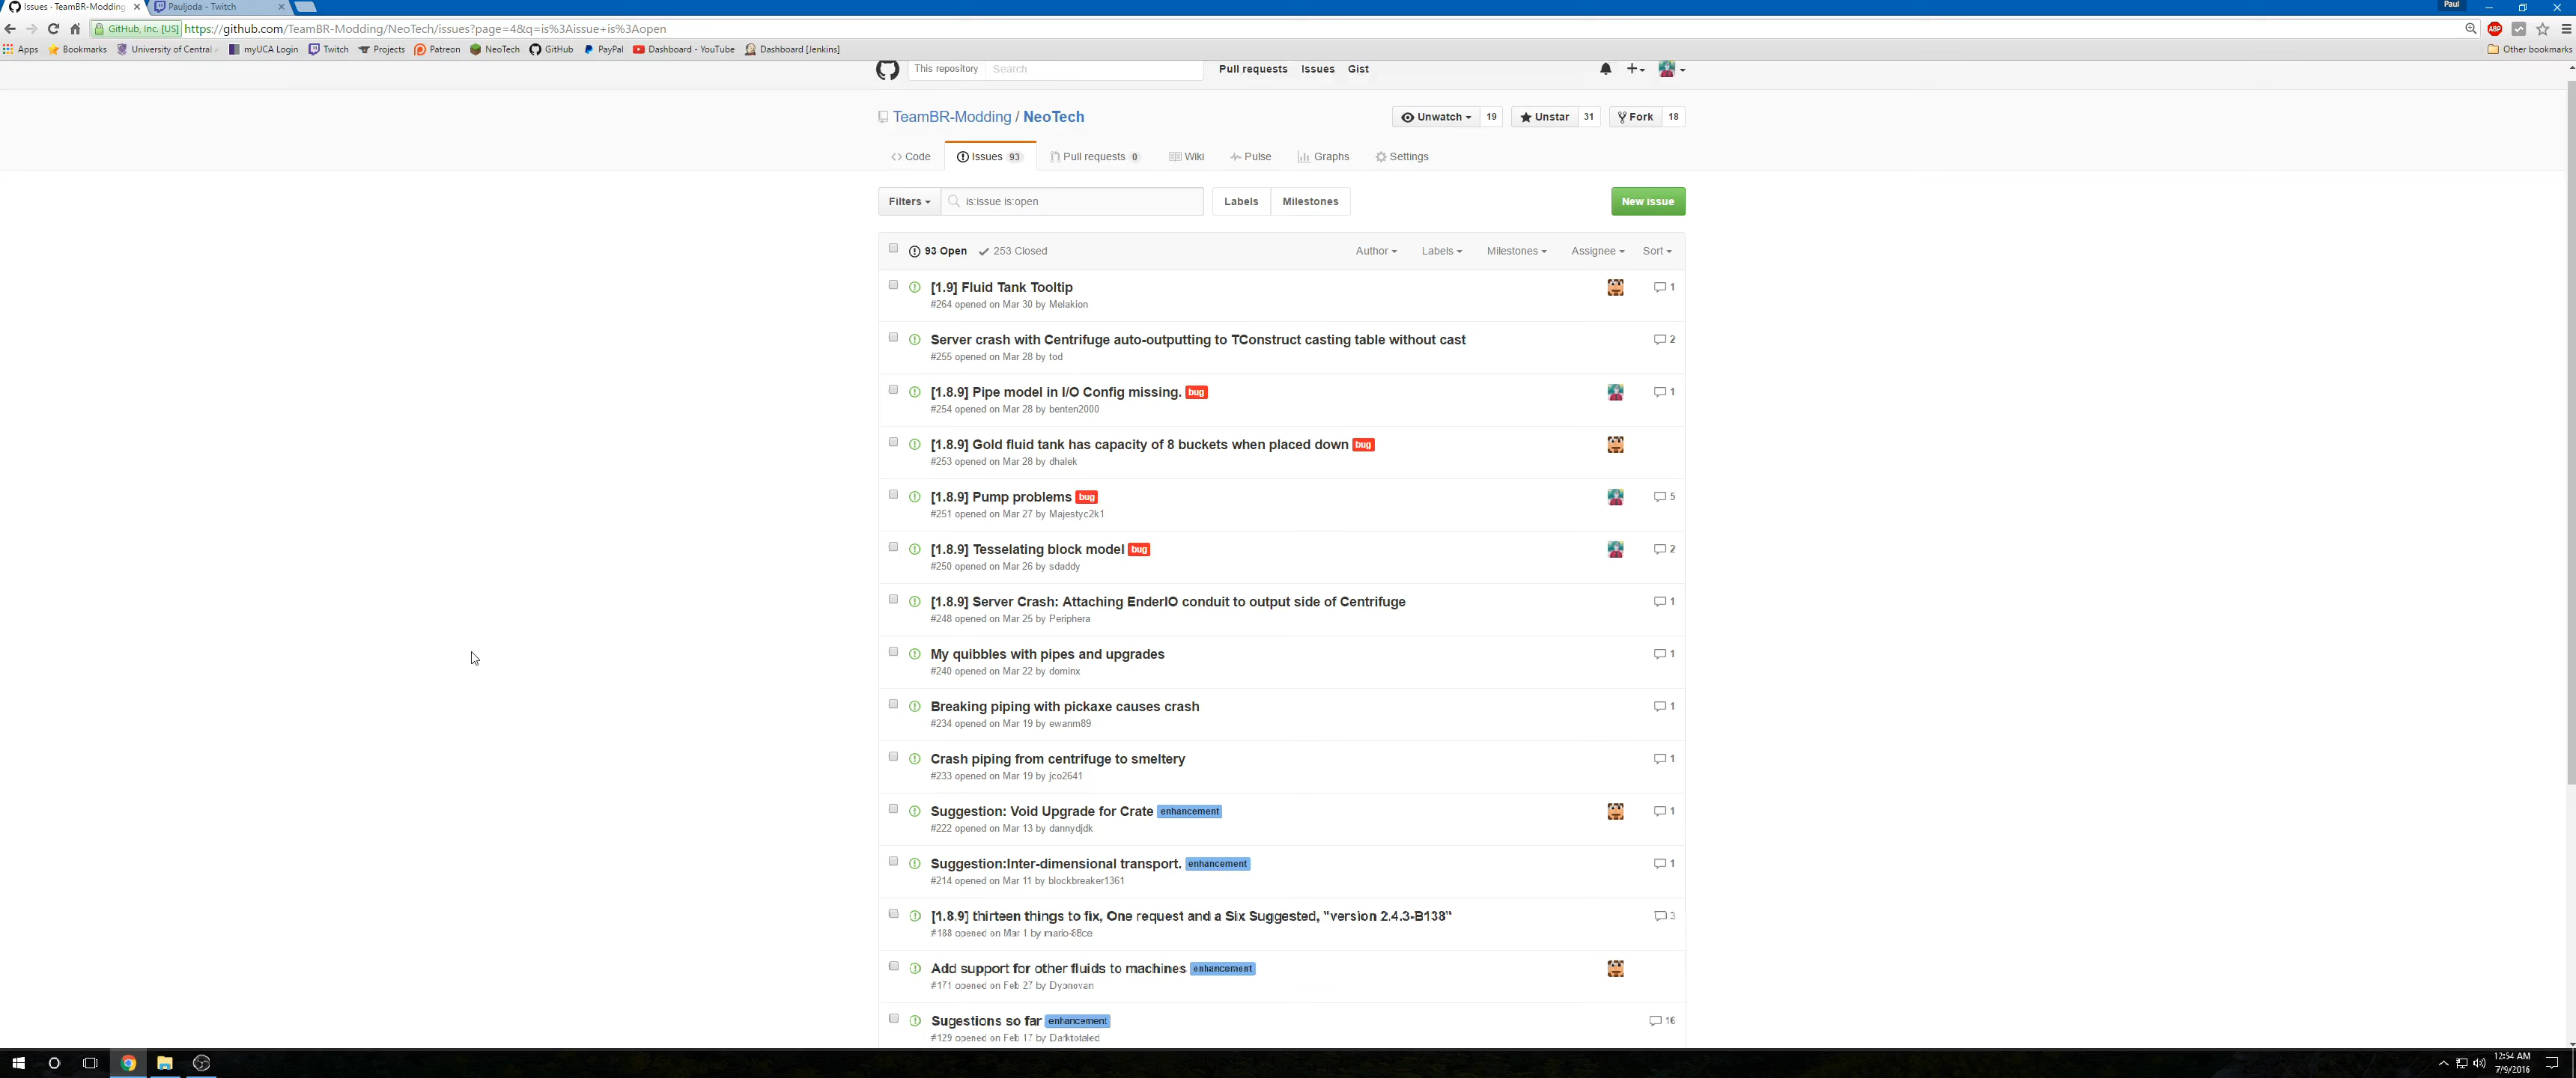 Issues · TeamBR-Modding
Pauljoda - Twitch
Paul
GitHub, Inc. [US]
https://github.com/TeamBR-Modding/NeoTech/issues?page=4&q=is%3Aissue+is%3Aopen
ABP
Apps Bookmarks University of Central myUCA Login Twitch Projects Patreon NeoTech GitHub PayPal Dashboard - YouTube Dashboard [Jenkins] Other bookmarks
This repository Search Pull requests Issues Gist
TeamBR-Modding / NeoTech
Unwatch 19 Unstar 31 Fork 18
Code Issues 93 Pull requests 0 Wiki Pulse Graphs Settings
Filters is:issue is:open Labels Milestones New issue
93 Open 253 Closed Author Labels Milestones Assignee Sort
[1.9] Fluid Tank Tooltip 1
#264 opened on Mar 30 by Melakion
Server crash with Centrifuge auto-outputting to TConstruct casting table without cast 2
#255 opened on Mar 28 by tod
[1.8.9] Pipe model in I/O Config missing. bug 1
#254 opened on Mar 28 by benten2000
[1.8.9] Gold fluid tank has capacity of 8 buckets when placed down bug
#253 opened on Mar 28 by dhalek
[1.8.9] Pump problems bug 5
#251 opened on Mar 27 by Majestyc2k1
[1.8.9] Tesselating block model bug 2
#250 opened on Mar 26 by sdaddy
[1.8.9] Server Crash: Attaching EnderIO conduit to output side of Centrifuge 1
#248 opened on Mar 25 by Periphera
My quibbles with pipes and upgrades 1
#240 opened on Mar 22 by dominx
Breaking piping with pickaxe causes crash 1
#234 opened on Mar 19 by ewanm89
Crash piping from centrifuge to smeltery 1
#233 opened on Mar 19 by jco2641
Suggestion: Void Upgrade for Crate enhancement 1
#222 opened on Mar 13 by dannydjdk
Suggestion:Inter-dimensional transport. enhancement 1
#214 opened on Mar 11 by blockbreaker1361
[1.8.9] thirteen things to fix, One request and a Six Suggested, "version 2.4.3-B138" 3
#188 opened on Mar 1 by mario-88ce
Add support for other fluids to machines enhancement
#171 opened on Feb 27 by Dyonovan
Sugestions so far enhancement 16
#129 opened on Feb 17 by Darktotaled
12:54 AM
7/9/2016